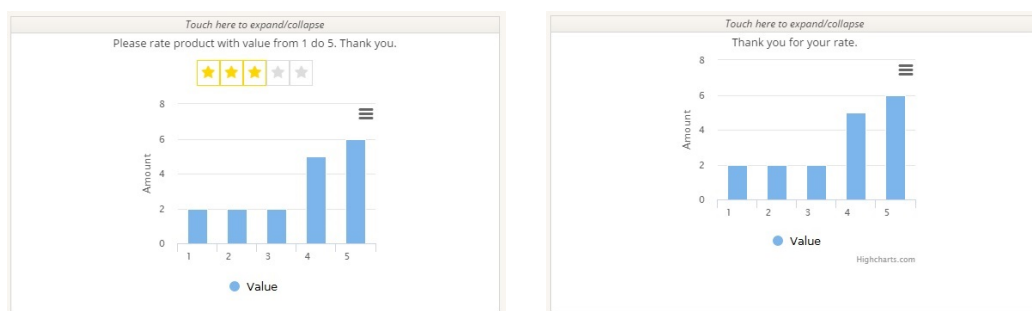 Touch here to expand/collapse
Please rate product with value from 1 do 5. Thank you.
8
6
4
2
0
Amount
1 2 3 4 5
Value
Touch here to expand/collapse
Thank you for your rate.
8
6
4
2
0
Amount
1 2 3 4 5
Value
Highcharts.com